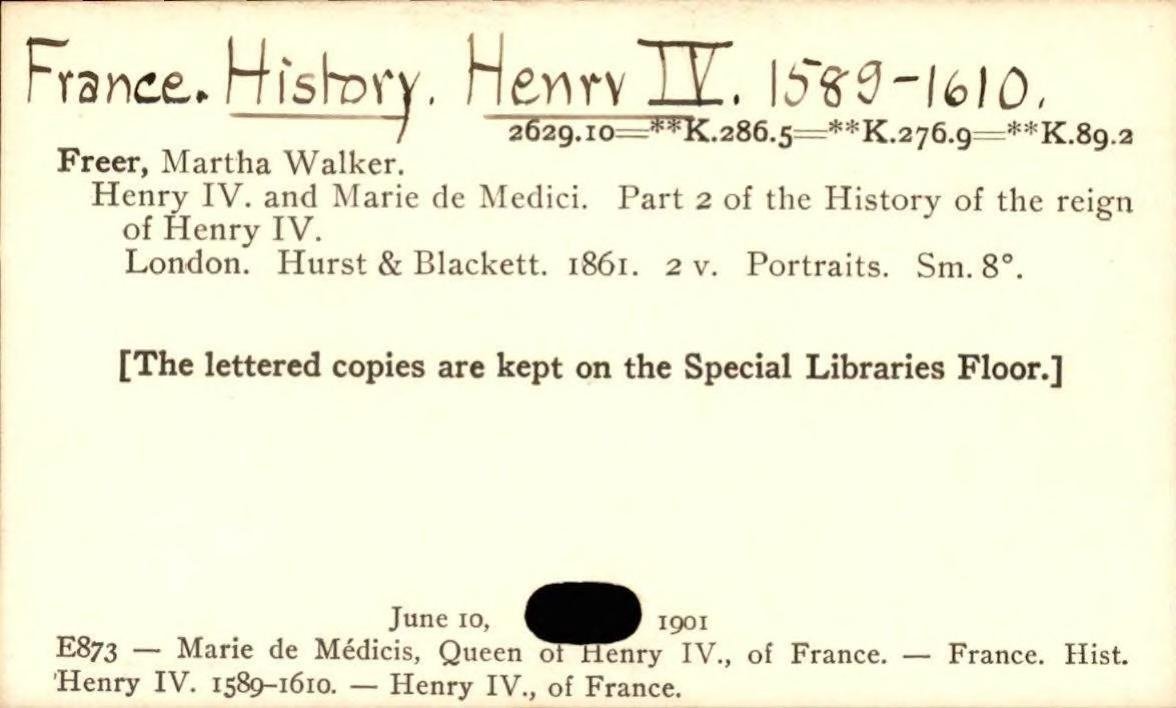 France. History. Henry IV. 1589-1610.
2629.10=**K.286.5=**K.276.9=**K.89.2
Freer, Martha Walker.
Henry IV. and Marie de Medici. Part 2 of the History of the reign
of Henry IV.
London. Hurst & Blackett. 1861. 2 v. Portraits. Sm. 8°.
[The lettered copies are kept on the Special Libraries Floor.]
June 10, 1901
E873 — Marie de Médicis, Queen of Henry IV., of France. — France. Hist.
Henry IV. 1589-1610. — Henry IV., of France.